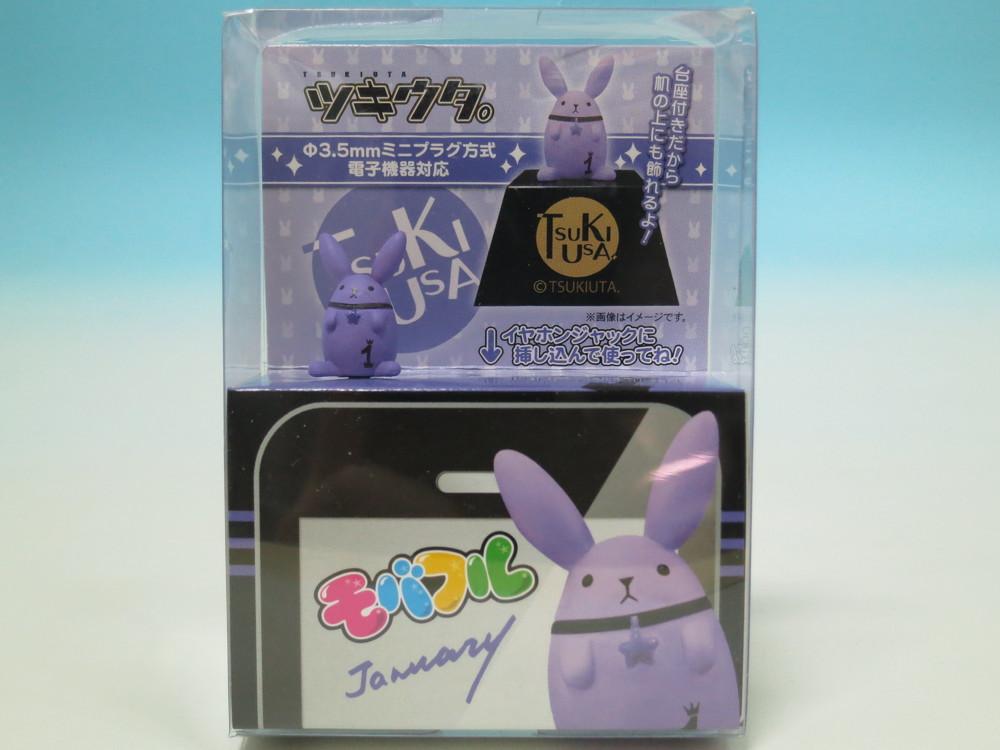 TSUKIUTA
ツキウタ。
Φ3.5mmミニプラグ方式
電子機器対応
台座付きだから
机の上にも飾れるよ!
1
TSUKI
USA.
©TSUKIUTA.
TSUKI
USA
1
※画像はイメージです。
イヤホンジャックに
挿し込んで使ってね!
モバフル
January